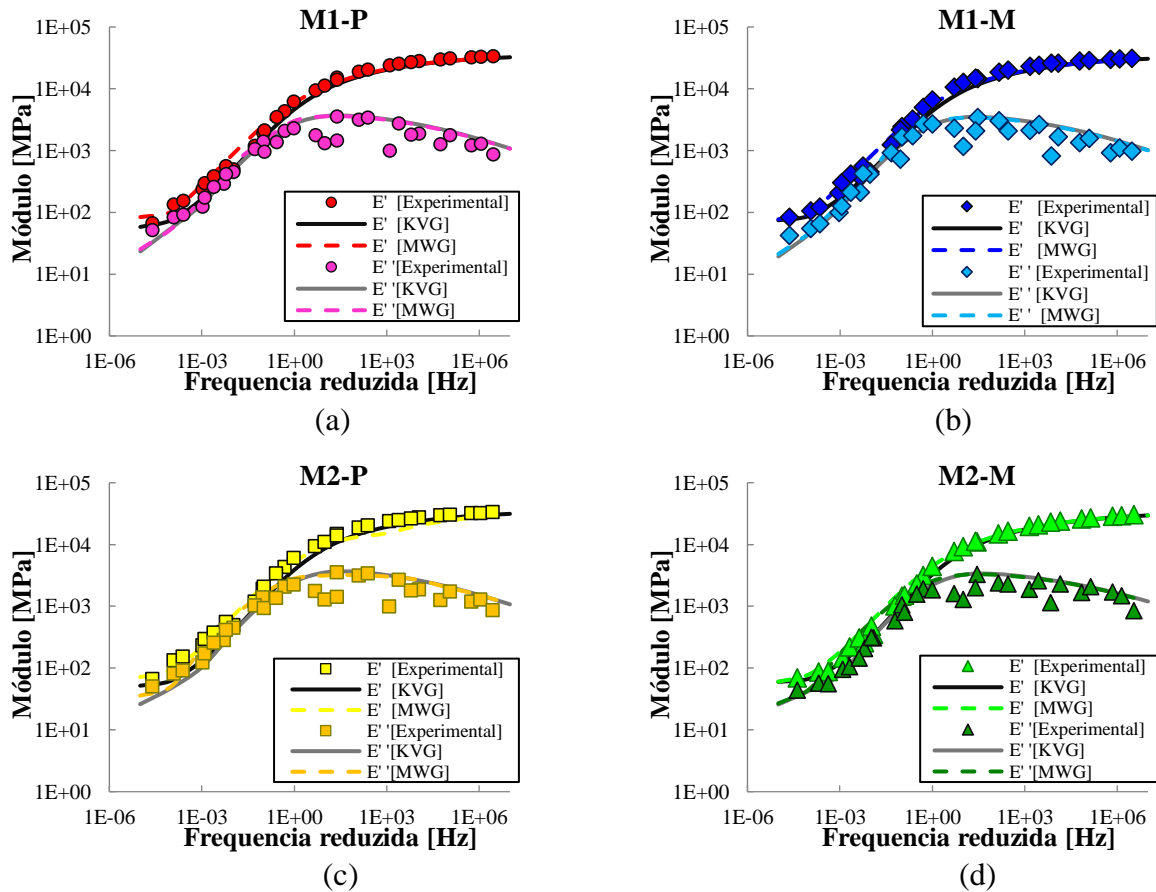 M1-P
Módulo [MPa]
1E+05
1E+04
1E+03
1E+02
1E+01
1E+00
E' [Experimental]
E' [KVG]
E' [MWG]
E' '[Experimental]
E' '[KVG]
E' '[MWG]
1E-06 1E-03 1E+00 1E+03 1E+06
Frequencia reduzida [Hz]
(a)
M1-M
Módulo [MPa]
1E+05
1E+04
1E+03
1E+02
1E+01
1E+00
E' [Experimental]
E' [KVG]
E' [MWG]
E' ' [Experimental]
E' ' [KVG]
E' ' [MWG]
1E-06 1E-03 1E+00 1E+03 1E+06
Frequencia reduzida [Hz]
(b)
M2-P
Módulo [MPa]
1E+05
1E+04
1E+03
1E+02
1E+01
1E+00
E' [Experimental]
E' [KVG]
E' [MWG]
E' '[Experimental]
E' '[KVG]
E' '[MWG]
1E-06 1E-03 1E+00 1E+03 1E+06
Frequencia reduzida [Hz]
(c)
M2-M
Módulo [MPa]
1E+05
1E+04
1E+03
1E+02
1E+01
1E+00
E' [Experimental]
E' [KVG]
E' [MWG]
E' '[Experimental]
E' '[KVG]
E' '[MWG]
1E-06 1E-03 1E+00 1E+03 1E+06
Frequencia reduzida [Hz]
(d)